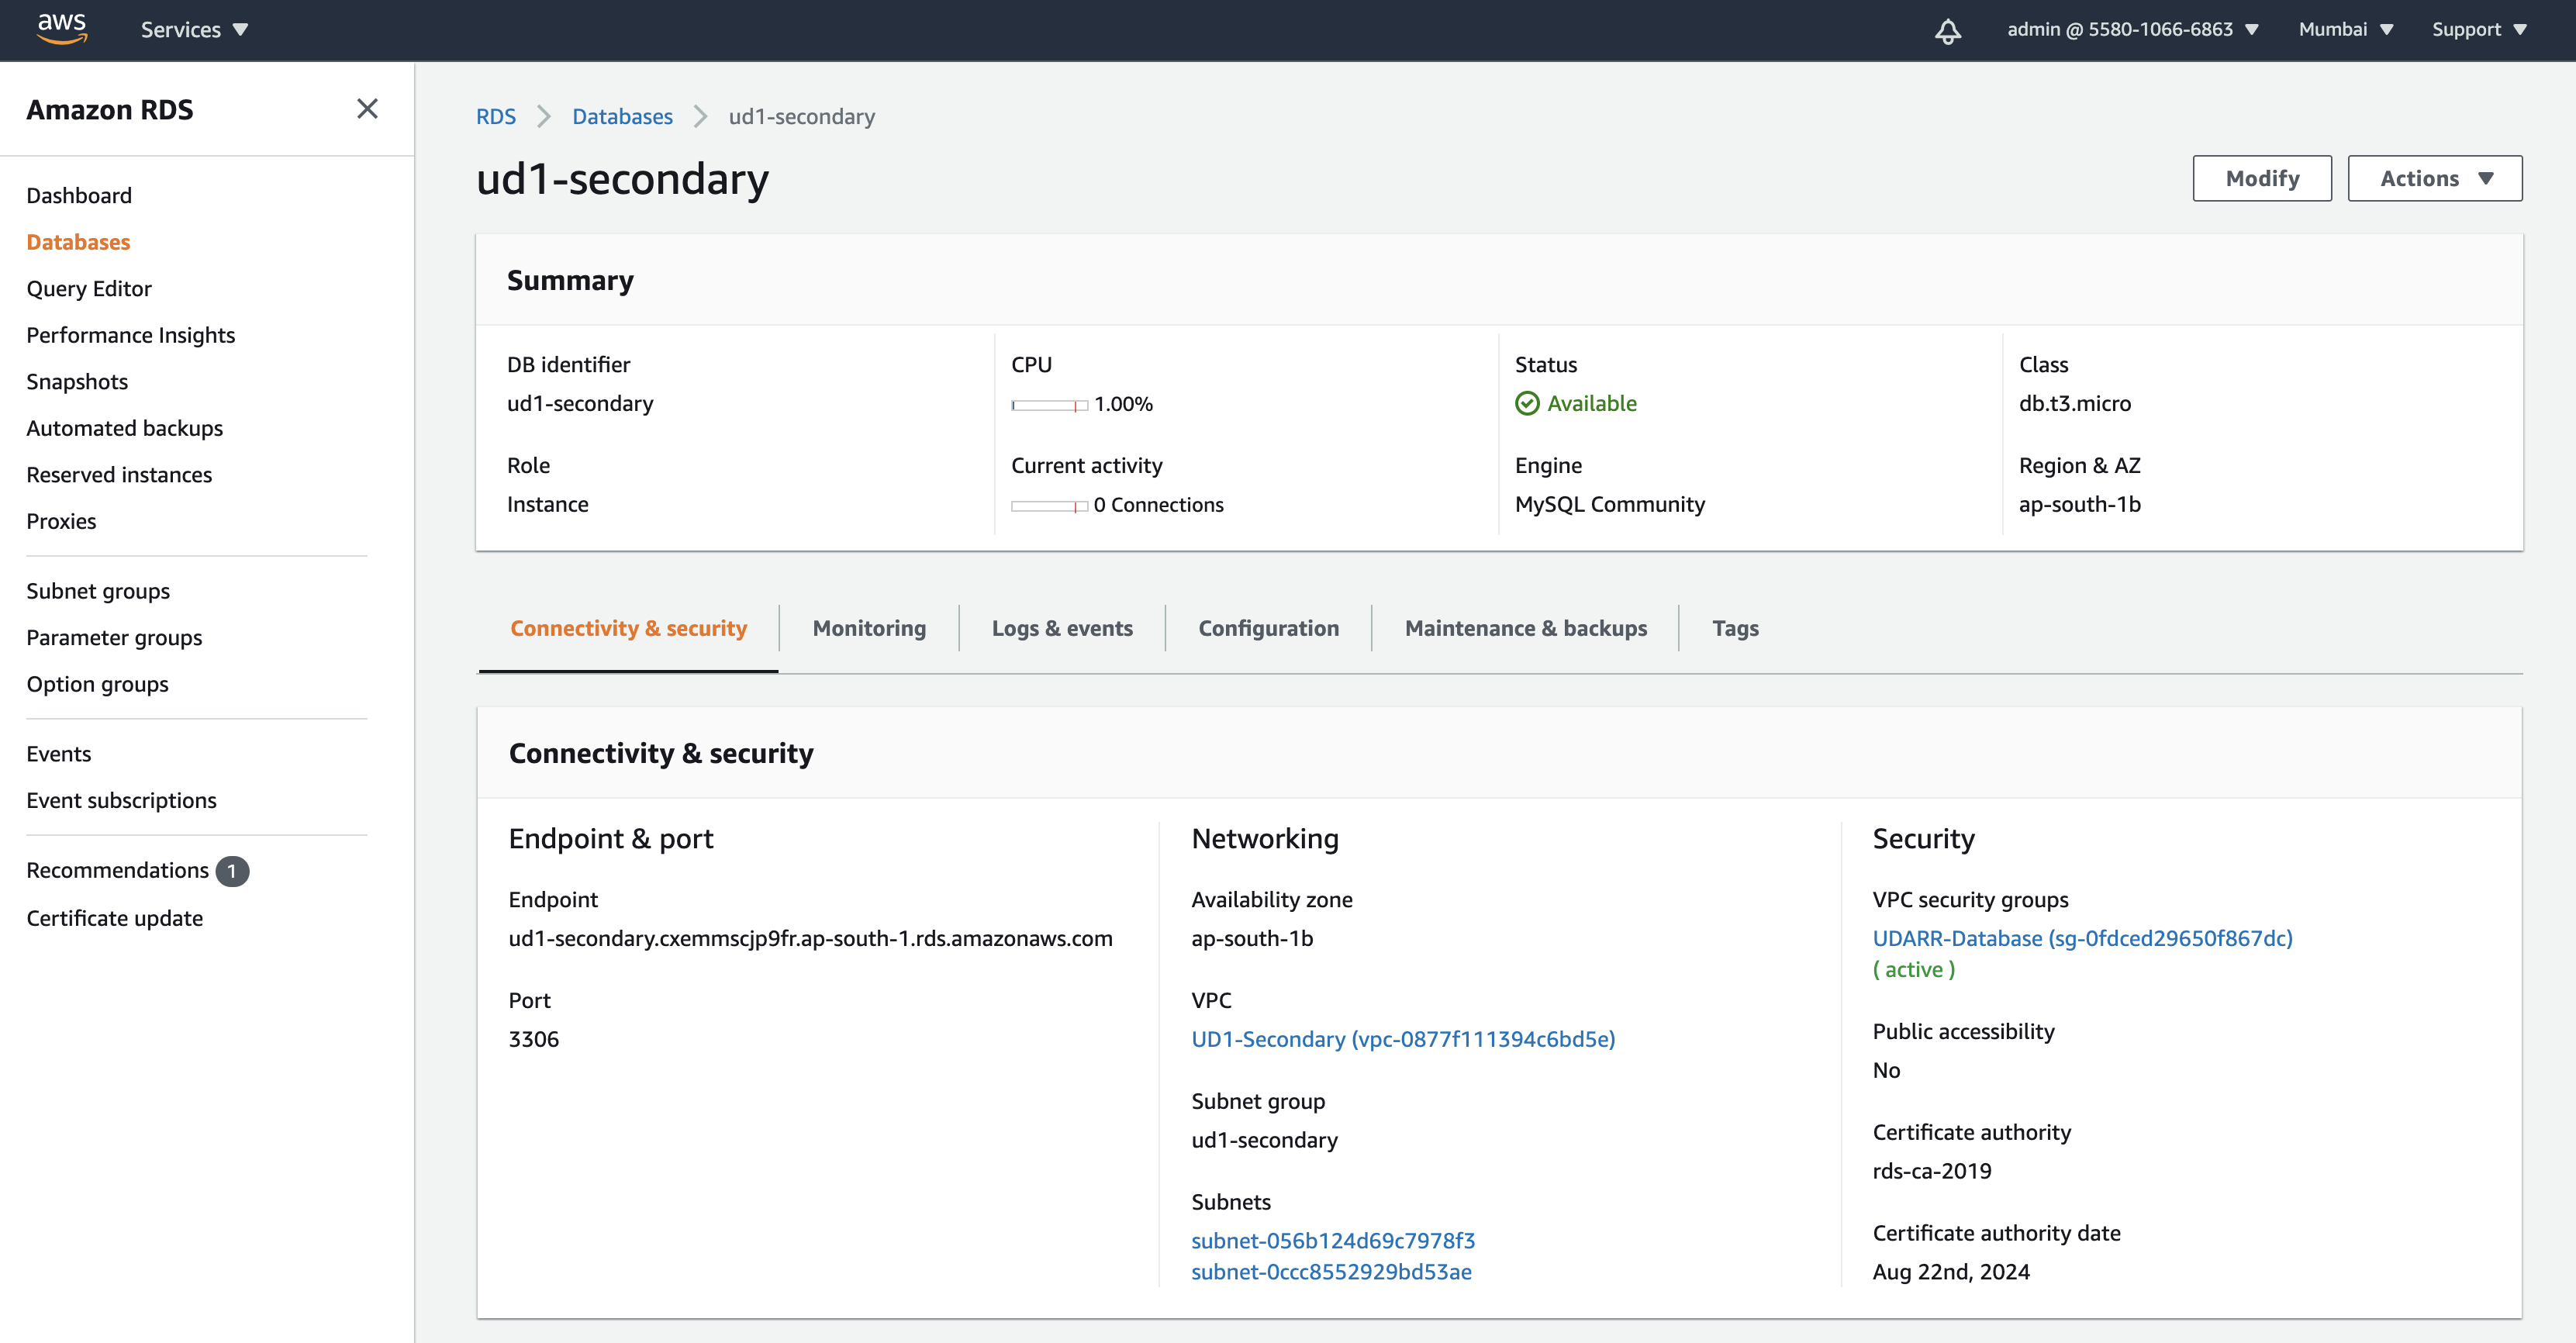 aws
Services
admin @ 5580-1066-6863
Mumbai
Support
Amazon RDS
Dashboard
Databases
Query Editor
Performance Insights
Snapshots
Automated backups
Reserved instances
Proxies
Subnet groups
Parameter groups
Option groups
Events
Event subscriptions
Recommendations 1
Certificate update
RDS > Databases > ud1-secondary
ud1-secondary
Modify
Actions
Summary
DB identifier
ud1-secondary
Role
Instance
CPU
1.00%
Current activity
0 Connections
Status
Available
Engine
MySQL Community
Class
db.t3.micro
Region & AZ
ap-south-1b
Connectivity & security
Monitoring
Logs & events
Configuration
Maintenance & backups
Tags
Connectivity & security
Endpoint & port
Endpoint
ud1-secondary.cxemmscjp9fr.ap-south-1.rds.amazonaws.com
Port
3306
Networking
Availability zone
ap-south-1b
VPC
UD1-Secondary (vpc-0877f111394c6bd5e)
Subnet group
ud1-secondary
Subnets
subnet-056b124d69c7978f3
subnet-0ccc8552929bd53ae
Security
VPC security groups
UDARR-Database (sg-0fdced29650f867dc)
( active )
Public accessibility
No
Certificate authority
rds-ca-2019
Certificate authority date
Aug 22nd, 2024